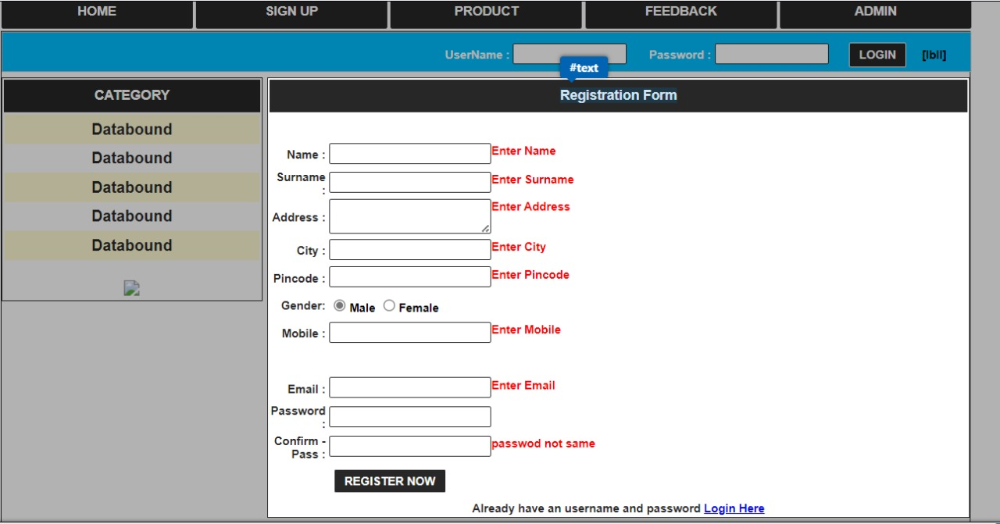 HOME SIGN UP PRODUCT FEEDBACK ADMIN
UserName : Password : LOGIN [lbll]
#text
CATEGORY
Databound
Databound
Databound
Databound
Databound
Registration Form
Name : Enter Name
Surname : Enter Surname
Address : Enter Address
City : Enter City
Pincode : Enter Pincode
Gender: Male Female
Mobile : Enter Mobile
Email : Enter Email
Password :
Confirm - Pass : passwod not same
REGISTER NOW
Already have an username and password Login Here